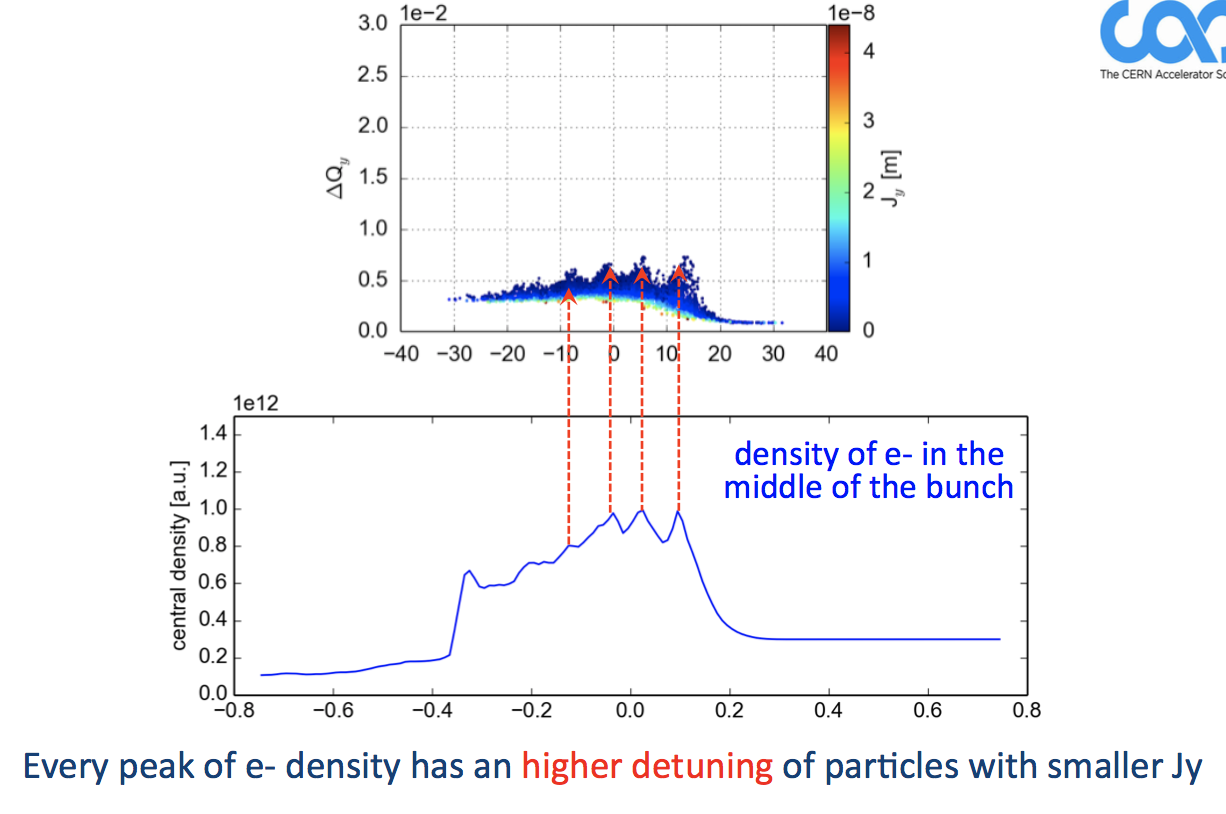 1e−2
1e−8
3.0
2.5
2.0
1.5
1.0
0.5
0.0
ΔQy
−40 −30 −20 −10 0 10 20 30 40
4
3
2
1
0
Jy [m]
The CERN Accelerator Sc
1e12
1.4
1.2
1.0
0.8
0.6
0.4
0.2
0.0
central density [a.u.]
density of e- in the
middle of the bunch
−0.8 −0.6 −0.4 −0.2 0.0 0.2 0.4 0.6 0.8
Every peak of e- density has an higher detuning of particles with smaller Jy